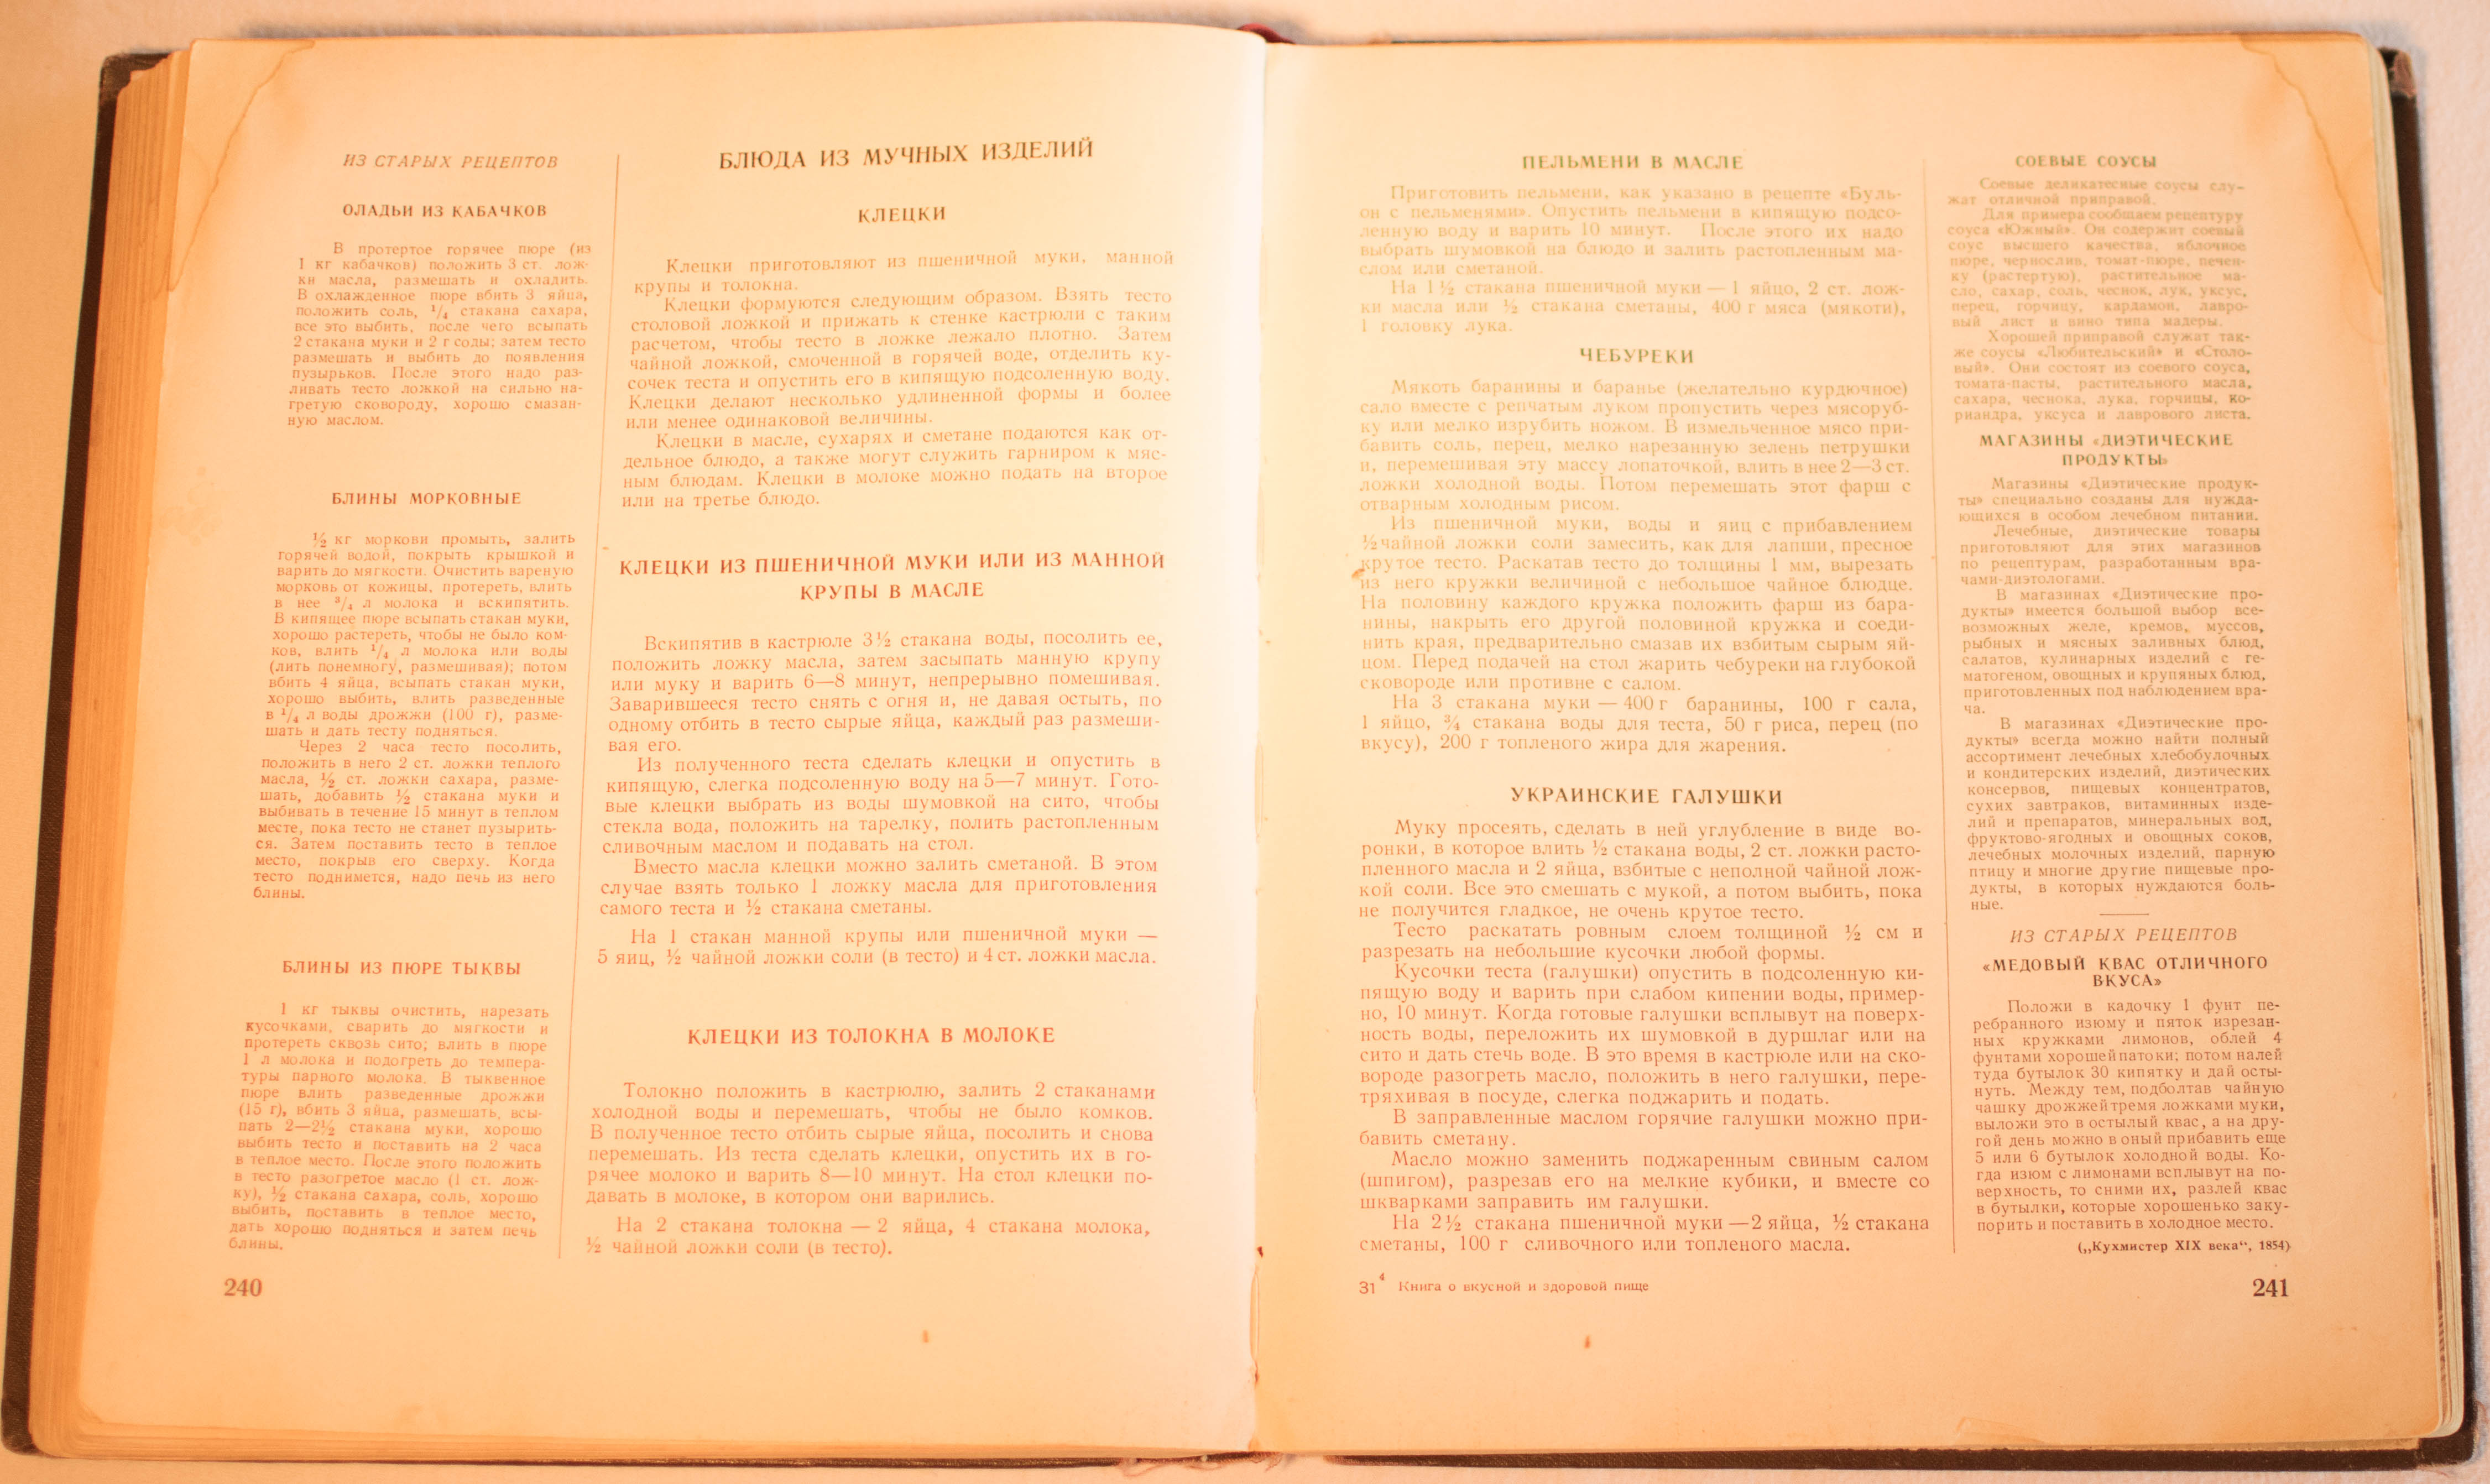 ИЗ СТАРЫХ РЕЦЕПТОВ
ОЛАДЬИ ИЗ КАБАЧКОВ
В протертое горячее пюре (из
1 кг кабачков) положить 3 ст. лож-
ки масла, размешать и охладить.
В охлажденное пюре вбить 3 яйца,
положить соль, 1/4 стакана сахара,
все это выбить, после чего всыпать
2 стакана муки и 2 г соды; затем тесто
размешать и выбить до появления
пузырьков. После этого надо раз-
ливать тесто ложкой на сильно на-
гретую сковороду, хорошо смазан-
ную маслом.
БЛИНЫ МОРКОВНЫЕ
½ кг моркови промыть, залить
горячей водой, покрыть крышкой и
варить до мягкости. Очистить вареную
морковь от кожицы, протереть, влить
в нее 3/4 л молока и вскипятить.
В кипящее пюре всыпать стакан муки,
хорошо растереть, чтобы не было ком-
ков, влить 1/4 л молока или воды
(лить понемногу, размешивая); потом
вбить 4 яйца, всыпать стакан муки,
хорошо выбить, влить разведенные
в 1/4 л воды дрожжи (100 г), разме-
шать и дать тесту подняться.
Через 2 часа тесто посолить,
положить в него 2 ст. ложки теплого
масла, ½ ст. ложки сахара, разме-
шать, добавить ½ стакана муки и
выбивать в течение 15 минут в теплом
месте, пока тесто не станет пузырить-
ся. Затем поставить тесто в теплое
место, покрыв его сверху. Когда
тесто поднимется, надо печь из него
блины.
БЛИНЫ ИЗ ПЮРЕ ТЫКВЫ
1 кг тыквы очистить, нарезать
кусочками, сварить до мягкости и
протереть сквозь сито; влить в пюре
1 л молока и подогреть до темпера-
туры парного молока. В тыквенное
пюре влить разведенные дрожжи
(15 г), вбить 3 яйца, размешать, всы-
пать 2—2½ стакана муки, хорошо
выбить тесто и поставить на 2 часа
в теплое место. После этого положить
в тесто разогретое масло (1 ст. лож-
ку), ½ стакана сахара, соль, хорошо
выбить, поставить в теплое место,
дать хорошо подняться и затем печь
блины.
240
БЛЮДА ИЗ МУЧНЫХ ИЗДЕЛИЙ
КЛЕЦКИ
Клецки приготовляют из пшеничной муки, манной
крупы и толокна.
Клецки формуются следующим образом. Взять тесто
столовой ложкой и прижать к стенке кастрюли с таким
расчетом, чтобы тесто в ложке лежало плотно. Затем
чайной ложкой, смоченной в горячей воде, отделить ку-
сочек теста и опустить его в кипящую подсоленную воду.
Клецки делают несколько удлиненной формы и более
или менее одинаковой величины.
Клецки в масле, сухарях и сметане подаются как от-
дельное блюдо, а также могут служить гарниром к мяс-
ным блюдам. Клецки в молоке можно подать на второе
или на третье блюдо.
КЛЕЦКИ ИЗ ПШЕНИЧНОЙ МУКИ ИЛИ ИЗ МАННОЙ
КРУПЫ В МАСЛЕ
Вскипятив в кастрюле 3½ стакана воды, посолить ее,
положить ложку масла, затем засыпать манную крупу
или муку и варить 6—8 минут, непрерывно помешивая.
Заварившееся тесто снять с огня и, не давая остыть, по
одному отбить в тесто сырые яйца, каждый раз размеши-
вая его.
Из полученного теста сделать клецки и опустить в
кипящую, слегка подсоленную воду на 5—7 минут. Гото-
вые клецки выбрать из воды шумовкой на сито, чтобы
стекла вода, положить на тарелку, полить растопленным
сливочным маслом и подавать на стол.
Вместо масла клецки можно залить сметаной. В этом
случае взять только 1 ложку масла для приготовления
самого теста и ½ стакана сметаны.
На 1 стакан манной крупы или пшеничной муки —
5 яиц, ½ чайной ложки соли (в тесто) и 4 ст. ложки масла.
КЛЕЦКИ ИЗ ТОЛОКНА В МОЛОКЕ
Толокно положить в кастрюлю, залить 2 стаканами
холодной воды и перемешать, чтобы не было комков.
В полученное тесто отбить сырые яйца, посолить и снова
перемешать. Из теста сделать клецки, опустить их в го-
рячее молоко и варить 8—10 минут. На стол клецки по-
давать в молоке, в котором они варились.
На 2 стакана толокна — 2 яйца, 4 стакана молока,
½ чайной ложки соли (в тесто).
ПЕЛЬМЕНИ В МАСЛЕ
Приготовить пельмени, как указано в рецепте «Буль-
он с пельменями». Опустить пельмени в кипящую подсо-
ленную воду и варить 10 минут. После этого их надо
выбрать шумовкой на блюдо и залить растопленным ма-
слом или сметаной.
На 1½ стакана пшеничной муки — 1 яйцо, 2 ст. лож-
ки масла или ½ стакана сметаны, 400 г мяса (мякоти),
1 головку лука.
ЧЕБУРЕКИ
Мякоть баранины и баранье (желательно курдючное)
сало вместе с репчатым луком пропустить через мясоруб-
ку или мелко изрубить ножом. В измельченное мясо при-
бавить соль, перец, мелко нарезанную зелень петрушки
и, перемешивая эту массу лопаточкой, влить в нее 2—3 ст.
ложки холодной воды. Потом перемешать этот фарш с
отварным холодным рисом.
Из пшеничной муки, воды и яиц с прибавлением
½ чайной ложки соли замесить, как для лапши, пресное
крутое тесто. Раскатав тесто до толщины 1 мм, вырезать
из него кружки величиной с небольшое чайное блюдце.
На половину каждого кружка положить фарш из бара-
нины, накрыть его другой половиной кружка и соеди-
нить края, предварительно смазав их взбитым сырым яй-
цом. Перед подачей на стол жарить чебуреки на глубокой
сковороде или противне с салом.
На 3 стакана муки — 400 г баранины, 100 г сала,
1 яйцо, ¾ стакана воды для теста, 50 г риса, перец (по
вкусу), 200 г топленого жира для жарения.
УКРАИНСКИЕ ГАЛУШКИ
Муку просеять, сделать в ней углубление в виде во-
ронки, в которое влить ½ стакана воды, 2 ст. ложки расто-
пленного масла и 2 яйца, взбитые с неполной чайной лож-
кой соли. Все это смешать с мукой, а потом выбить, пока
не получится гладкое, не очень крутое тесто.
Тесто раскатать ровным слоем толщиной ½ см и
разрезать на небольшие кусочки любой формы.
Кусочки теста (галушки) опустить в подсоленную ки-
пящую воду и варить при слабом кипении воды, пример-
но, 10 минут. Когда готовые галушки всплывут на поверх-
ность воды, переложить их шумовкой в дуршлаг или на
сито и дать стечь воде. В это время в кастрюле или на ско-
вороде разогреть масло, положить в него галушки, пере-
тряхивая в посуде, слегка поджарить и подать.
В заправленные маслом горячие галушки можно при-
бавить сметану.
Масло можно заменить поджаренным свиным салом
(шпигом), разрезав его на мелкие кубики, и вместе со
шкварками заправить им галушки.
На 2½ стакана пшеничной муки — 2 яйца, ½ стакана
сметаны, 100 г сливочного или топленого масла.
31 4 Книга о вкусной и здоровой пище
СОЕВЫЕ СОУСЫ
Соевые деликатесные соусы слу-
жат отличной приправой.
Для примера сообщаем рецептуру
соуса «Южный». Он содержит соевый
соус высшего качества, яблочное
пюре, чернослив, томат-пюре, печен-
ку (растертую), растительное ма-
сло, сахар, соль, чеснок, лук, уксус,
перец, горчицу, кардамон, лавро-
вый лист и вино типа мадеры.
Хорошей приправой служат так-
же соусы «Любительский» и «Столо-
вый». Они состоят из соевого соуса,
томата-пасты, растительного масла,
сахара, чеснока, лука, горчицы, ко-
риандра, уксуса и лаврового листа.
МАГАЗИНЫ «ДИЭТИЧЕСКИЕ
ПРОДУКТЫ»
Магазины «Диэтические продук-
ты» специально созданы для нужда-
ющихся в особом лечебном питании.
Лечебные, диэтические товары
приготовляют для этих магазинов
по рецептурам, разработанным вра-
чами-диэтологами.
В магазинах «Диэтические про-
дукты» имеется большой выбор все-
возможных желе, кремов, муссов,
рыбных и мясных заливных блюд,
салатов, кулинарных изделий с ге-
матогеном, овощных и крупяных блюд,
приготовленных под наблюдением вра-
ча.
В магазинах «Диэтические про-
дукты» всегда можно найти полный
ассортимент лечебных хлебобулочных
и кондитерских изделий, диэтических
консервов, пищевых концентратов,
сухих завтраков, витаминных изде-
лий и препаратов, минеральных вод,
фруктово-ягодных и овощных соков,
лечебных молочных изделий, парную
птицу и многие другие пищевые про-
дукты, в которых нуждаются боль-
ные.
ИЗ СТАРЫХ РЕЦЕПТОВ
«МЕДОВЫЙ КВАС ОТЛИЧНОГО
ВКУСА»
Положи в кадочку 1 фунт пе-
ребранного изюму и пяток изрезан-
ных кружками лимонов, облей 4
фунтами хорошей патоки; потом налей
туда бутылок 30 кипятку и дай осты-
нуть. Между тем, подболтав чайную
чашку дрожжей тремя ложками муки,
выложи это в остылый квас, а на дру-
гой день можно в оный прибавить еще
5 или 6 бутылок холодной воды. Ко-
гда изюм с лимонами всплывут на по-
верхность, то сними их, разлей квас
в бутылки, которые хорошенько заку-
порить и поставить в холодное место.
(„Кухмистер XIX века“, 1854)
241